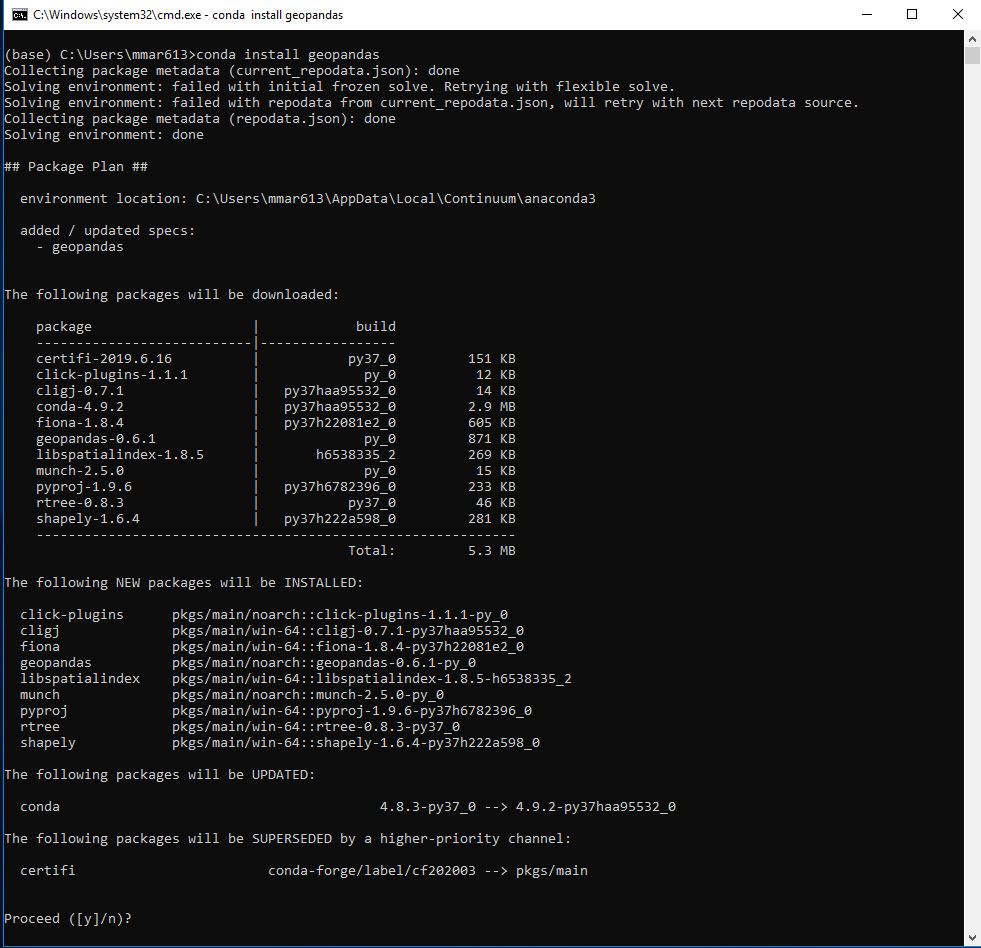 C:\Windows\system32\cmd.exe - conda  install geopandas
(base) C:\Users\mmar613>conda install geopandas
Collecting package metadata (current_repodata.json): done
Solving environment: failed with initial frozen solve. Retrying with flexible solve.
Solving environment: failed with repodata from current_repodata.json, will retry with next repodata source.
Collecting package metadata (repodata.json): done
Solving environment: done
## Package Plan ##
  environment location: C:\Users\mmar613\AppData\Local\Continuum\anaconda3
  added / updated specs:
    - geopandas
The following packages will be downloaded:
    package                    |            build
    ---------------------------|-----------------
    certifi-2019.6.16          |           py37_0         151 KB
    click-plugins-1.1.1        |             py_0          12 KB
    cligj-0.7.1                |   py37haa95532_0          14 KB
    conda-4.9.2                |   py37haa95532_0         2.9 MB
    fiona-1.8.4                |   py37h22081e2_0         605 KB
    geopandas-0.6.1            |             py_0         871 KB
    libspatialindex-1.8.5      |       h6538335_2         269 KB
    munch-2.5.0                |             py_0          15 KB
    pyproj-1.9.6               |   py37h6782396_0         233 KB
    rtree-0.8.3                |           py37_0          46 KB
    shapely-1.6.4              |   py37h222a598_0         281 KB
    ------------------------------------------------------------
                                           Total:         5.3 MB
The following NEW packages will be INSTALLED:
  click-plugins      pkgs/main/noarch::click-plugins-1.1.1-py_0
  cligj              pkgs/main/win-64::cligj-0.7.1-py37haa95532_0
  fiona              pkgs/main/win-64::fiona-1.8.4-py37h22081e2_0
  geopandas          pkgs/main/noarch::geopandas-0.6.1-py_0
  libspatialindex    pkgs/main/win-64::libspatialindex-1.8.5-h6538335_2
  munch              pkgs/main/noarch::munch-2.5.0-py_0
  pyproj             pkgs/main/win-64::pyproj-1.9.6-py37h6782396_0
  rtree              pkgs/main/win-64::rtree-0.8.3-py37_0
  shapely            pkgs/main/win-64::shapely-1.6.4-py37h222a598_0
The following packages will be UPDATED:
  conda                                        4.8.3-py37_0 --> 4.9.2-py37haa95532_0
The following packages will be SUPERSEDED by a higher-priority channel:
  certifi                        conda-forge/label/cf202003 --> pkgs/main
Proceed ([y]/n)?